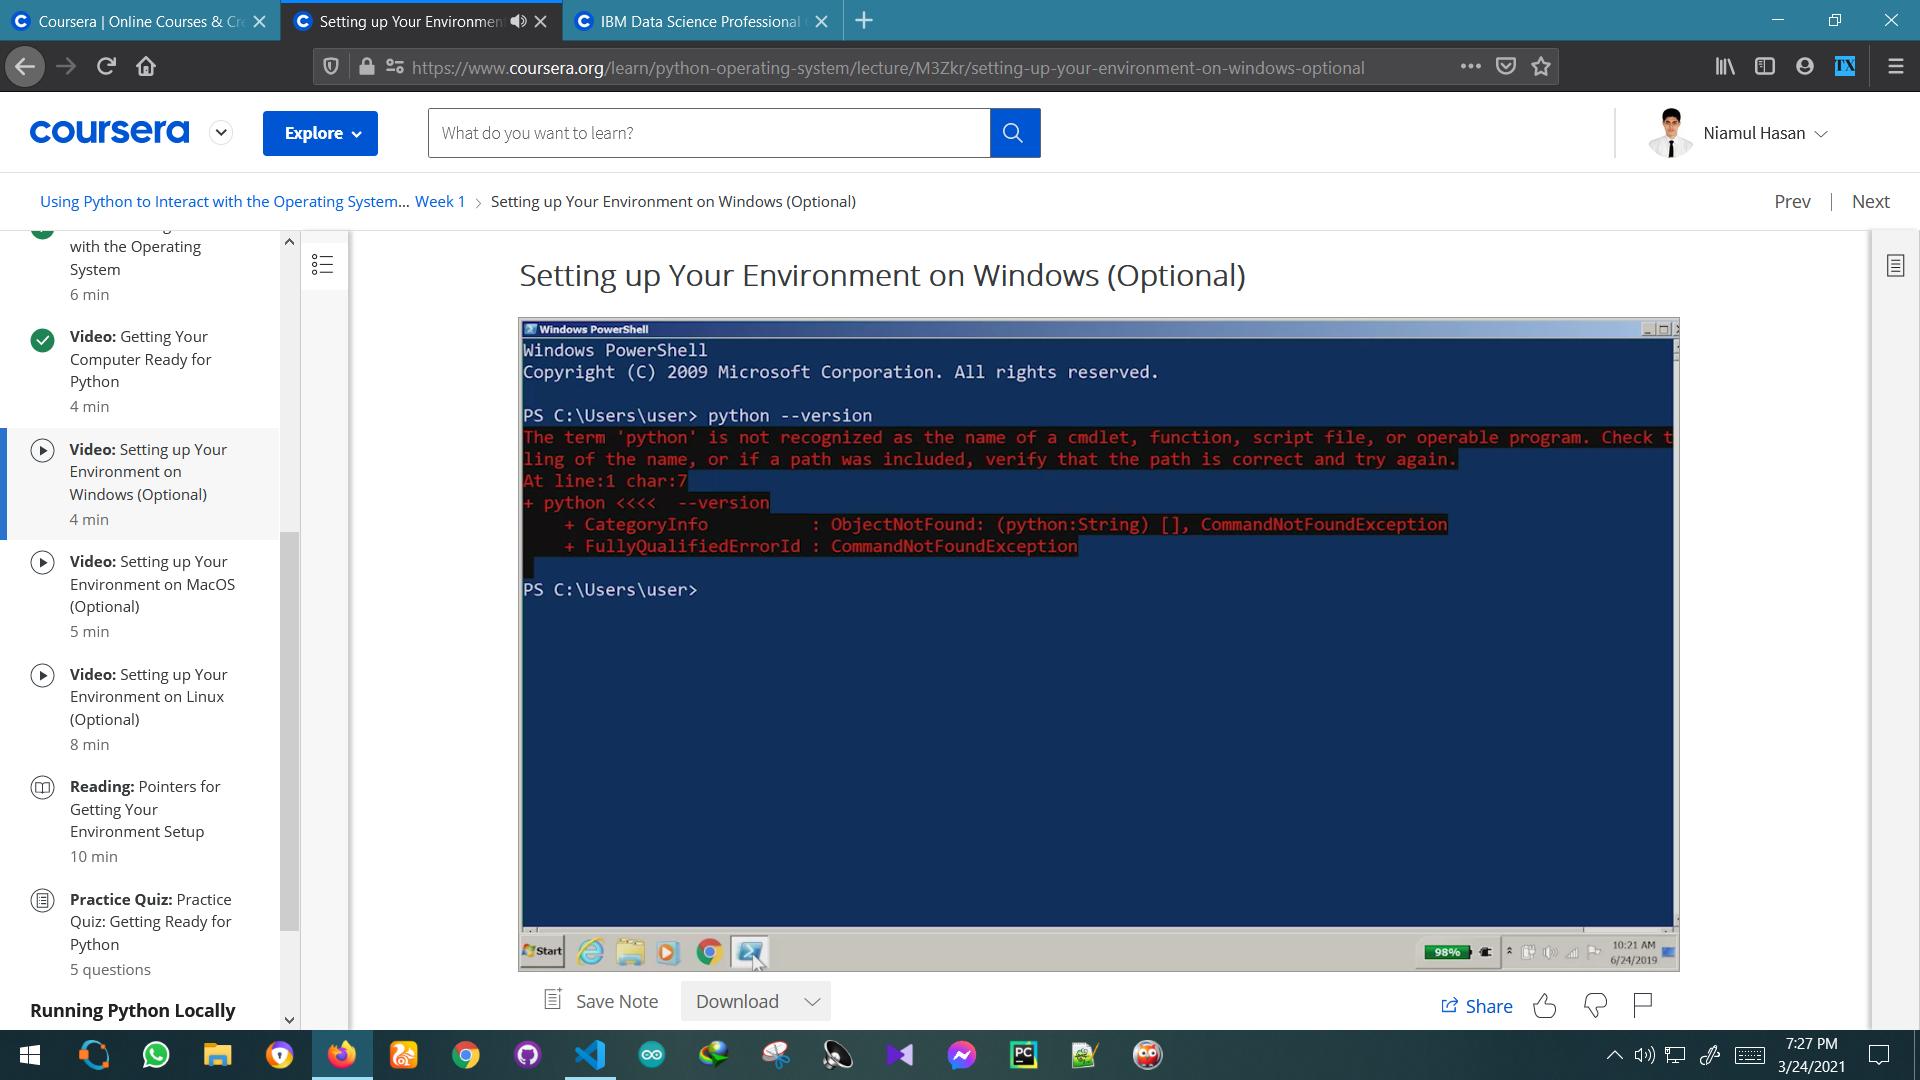 Coursera | Online Courses & Cre
Setting up Your Environment
IBM Data Science Professional
https://www.coursera.org/learn/python-operating-system/lecture/M3Zkr/setting-up-your-environment-on-windows-optional
TX
coursera
Explore
What do you want to learn?
Niamul Hasan
Using Python to Interact with the Operating System... Week 1 > Setting up Your Environment on Windows (Optional)
Prev | Next
with the Operating
System
6 min
Video: Getting Your
Computer Ready for
Python
4 min
Video: Setting up Your
Environment on
Windows (Optional)
4 min
Video: Setting up Your
Environment on MacOS
(Optional)
5 min
Video: Setting up Your
Environment on Linux
(Optional)
8 min
Reading: Pointers for
Getting Your
Environment Setup
10 min
Practice Quiz: Practice
Quiz: Getting Ready for
Python
5 questions
Running Python Locally
Setting up Your Environment on Windows (Optional)
Windows PowerShell
Windows PowerShell
Copyright (C) 2009 Microsoft Corporation. All rights reserved.
PS C:\Users\user> python --version
The term 'python' is not recognized as the name of a cmdlet, function, script file, or operable program. Check t
ling of the name, or if a path was included, verify that the path is correct and try again.
At line:1 char:7
+ python <<<<  --version
    + CategoryInfo          : ObjectNotFound: (python:String) [], CommandNotFoundException
    + FullyQualifiedErrorId : CommandNotFoundException
PS C:\Users\user>
Start
98%
10:21 AM
6/24/2019
Save Note
Download
Share
PC
7:27 PM
3/24/2021